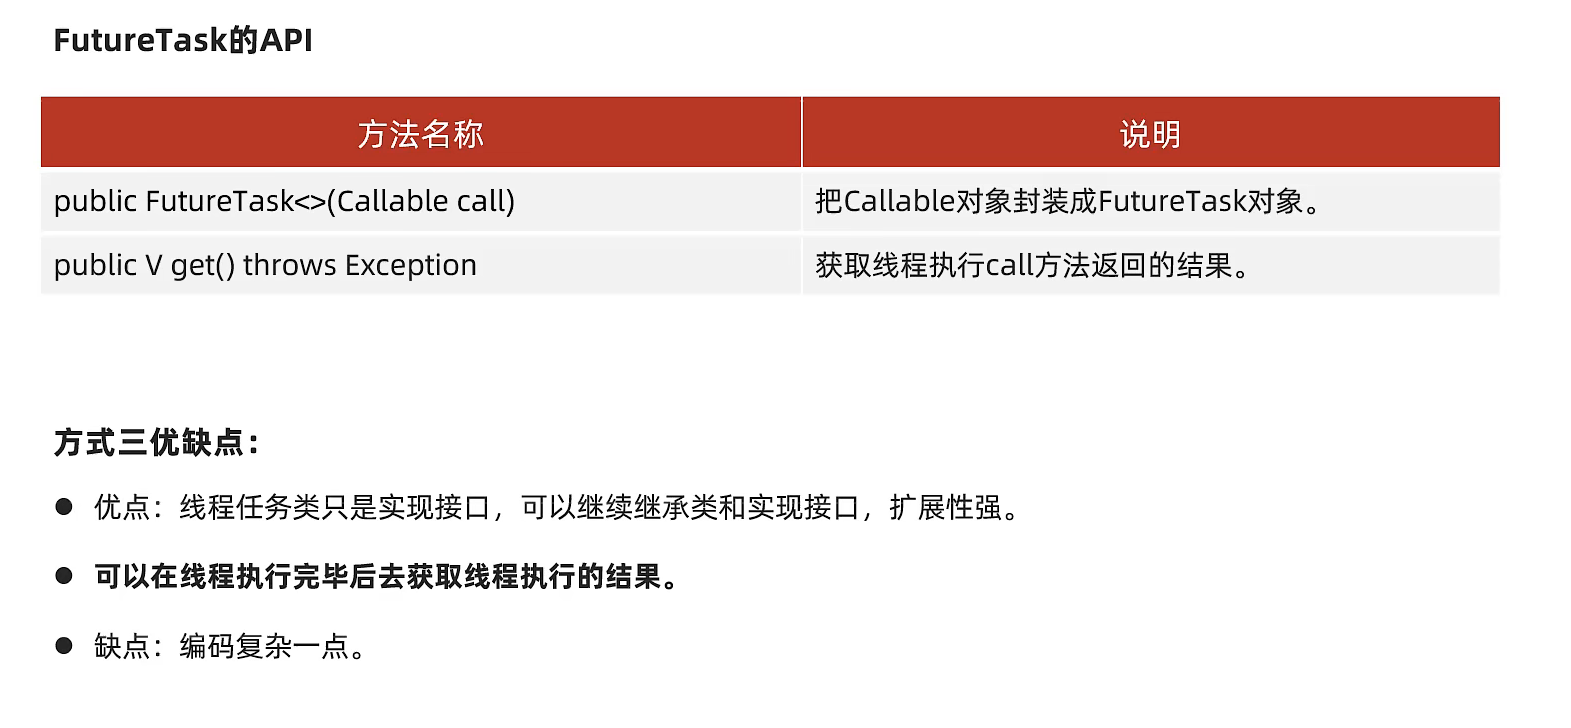 FutureTask的API
方法名称 说明
public FutureTask<>(Callable call) 把Callable对象封装成FutureTask对象。
public V get() throws Exception 获取线程执行call方法返回的结果。
方式三优缺点：
● 优点：线程任务类只是实现接口，可以继续继承类和实现接口，扩展性强。
● 可以在线程执行完毕后去获取线程执行的结果。
● 缺点：编码复杂一点。